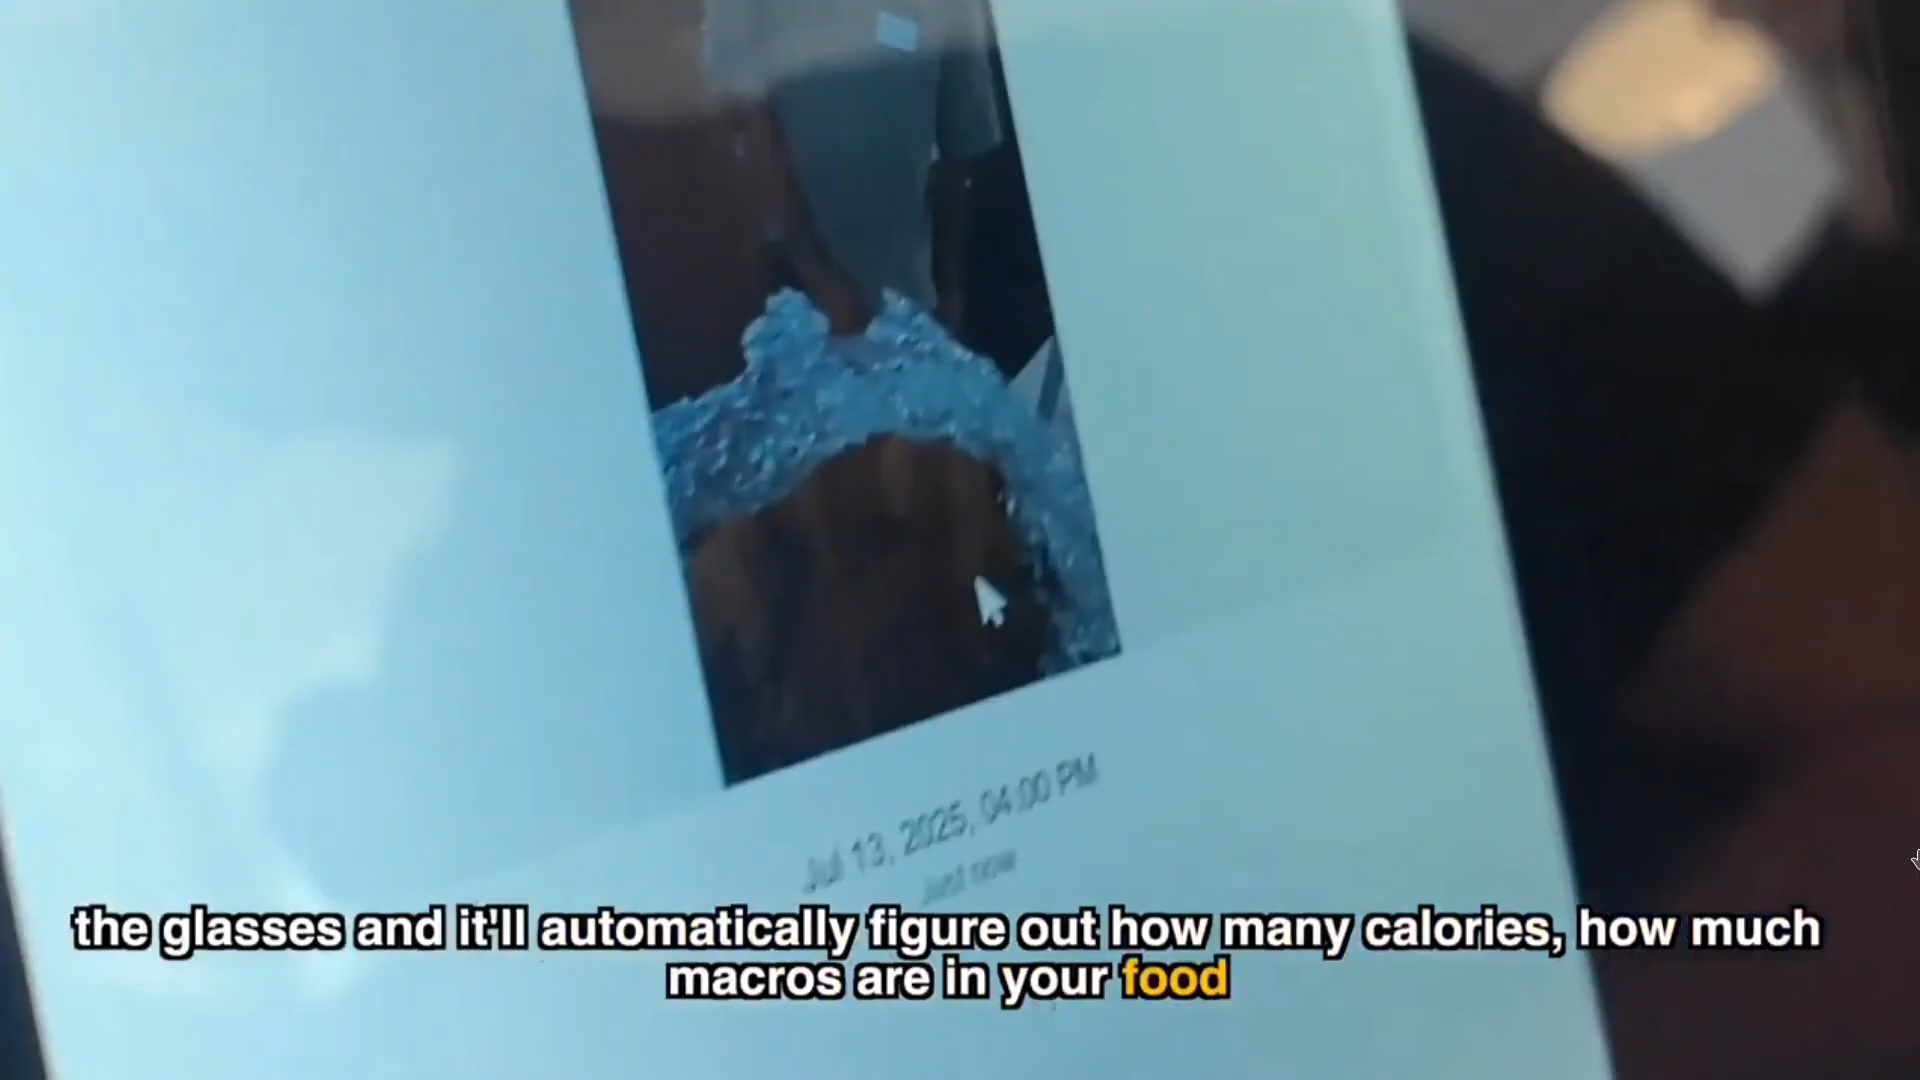 Jul 13, 2025, 04:00 PM
Just now
the glasses and it'll automatically figure out how many calories, how much
macros are in your food